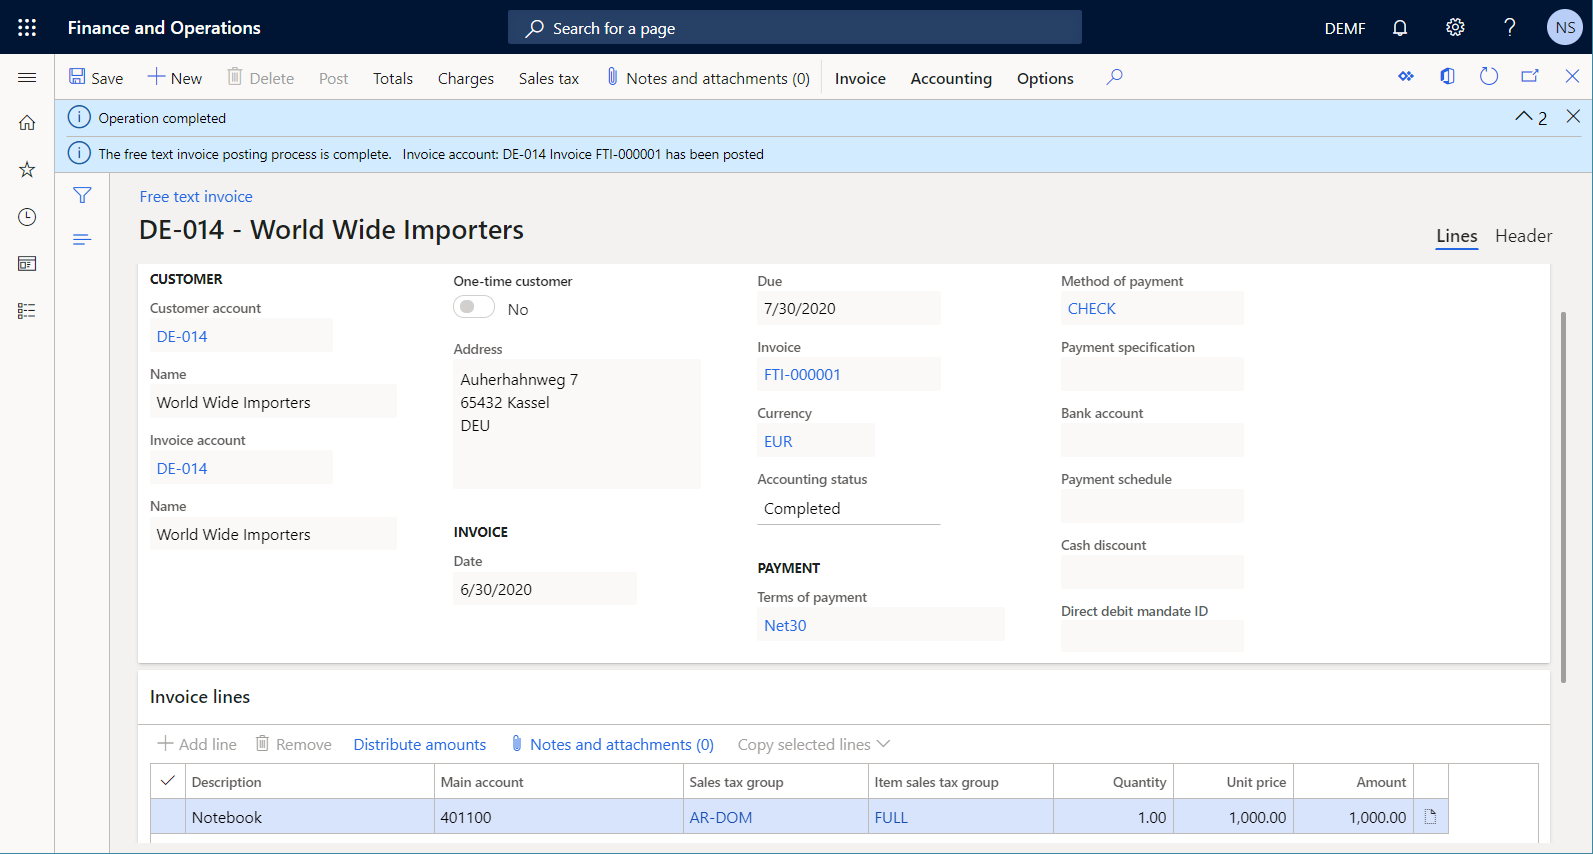 Finance and Operations
Search for a page
DEMF
?
NS
Save
New
Delete
Post
Totals
Charges
Sales tax
Notes and attachments (0)
Invoice
Accounting
Options
Operation completed
2
The free text invoice posting process is complete. Invoice account: DE-014 Invoice FTI-000001 has been posted
Free text invoice
DE-014 - World Wide Importers
Lines
Header
CUSTOMER
Customer account
DE-014
Name
World Wide Importers
Invoice account
DE-014
Name
World Wide Importers
One-time customer
No
Address
Auherhahnweg 7
65432 Kassel
DEU
INVOICE
Date
6/30/2020
Due
7/30/2020
Invoice
FTI-000001
Currency
EUR
Accounting status
Completed
PAYMENT
Terms of payment
Net30
Method of payment
CHECK
Payment specification
Bank account
Payment schedule
Cash discount
Direct debit mandate ID
Invoice lines
Add line
Remove
Distribute amounts
Notes and attachments (0)
Copy selected lines
Description Main account Sales tax group Item sales tax group Quantity Unit price Amount
Notebook 401100 AR-DOM FULL 1.00 1,000.00 1,000.00